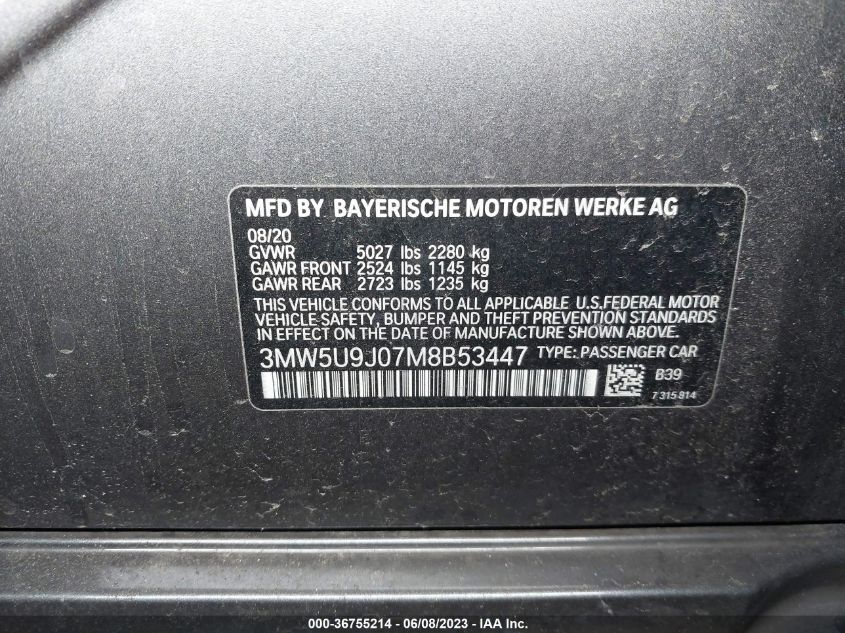 MFD BY BAYERISCHE MOTOREN WERKE AG
08/20
GVWR 5027 lbs 2280 kg
GAWR FRONT 2524 lbs 1145 kg
GAWR REAR 2723 lbs 1235 kg
THIS VEHICLE CONFORMS TO ALL APPLICABLE U.S.FEDERAL MOTOR
VEHICLE SAFETY, BUMPER AND THEFT PREVENTION STANDARDS
IN EFFECT ON THE DATE OF MANUFACTURE SHOWN ABOVE.
3MW5U9J07M8B53447 TYPE: PASSENGER CAR
B39
7 315 814
000-36755214 - 06/08/2023 - IAA Inc.